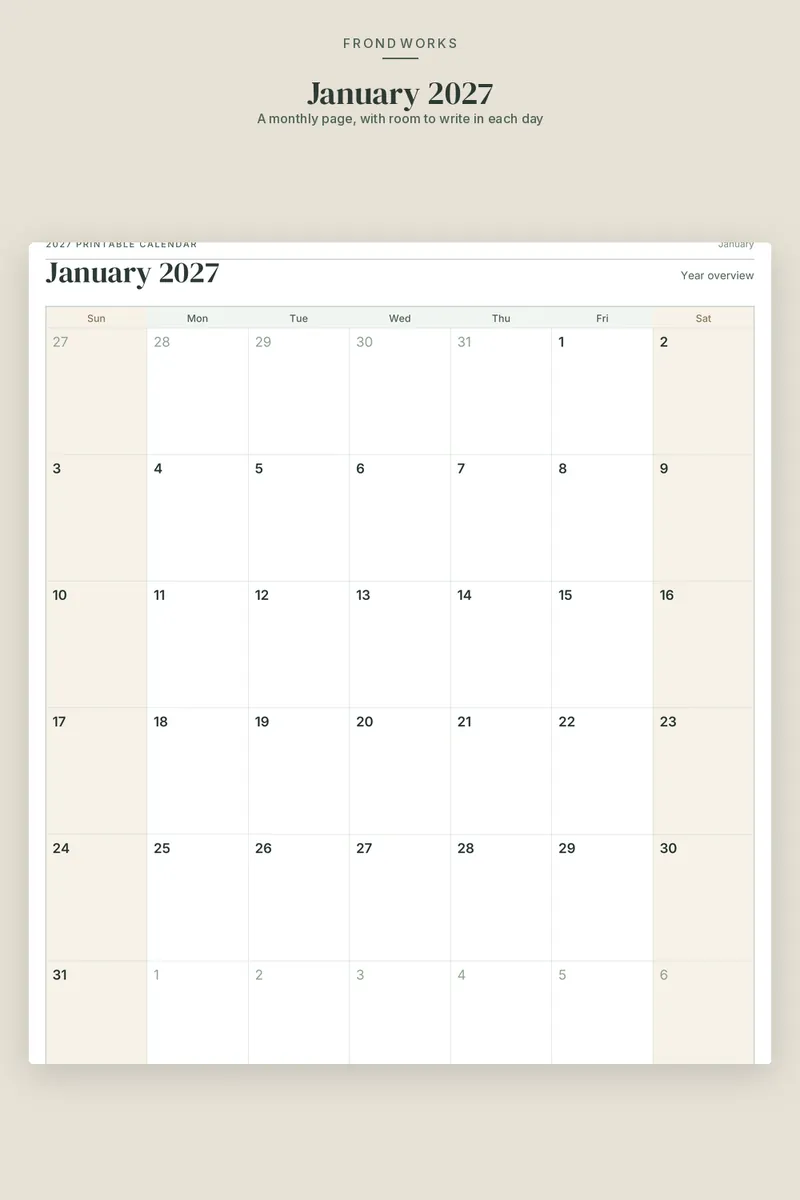 FROND WORKS
January 2027
A monthly page, with room to write in each day
2027 PRINTABLE CALENDAR January
January 2027 Year overview
Sun Mon Tue Wed Thu Fri Sat
27 28 29 30 31 1 2
3 4 5 6 7 8 9
10 11 12 13 14 15 16
17 18 19 20 21 22 23
24 25 26 27 28 29 30
31 1 2 3 4 5 6